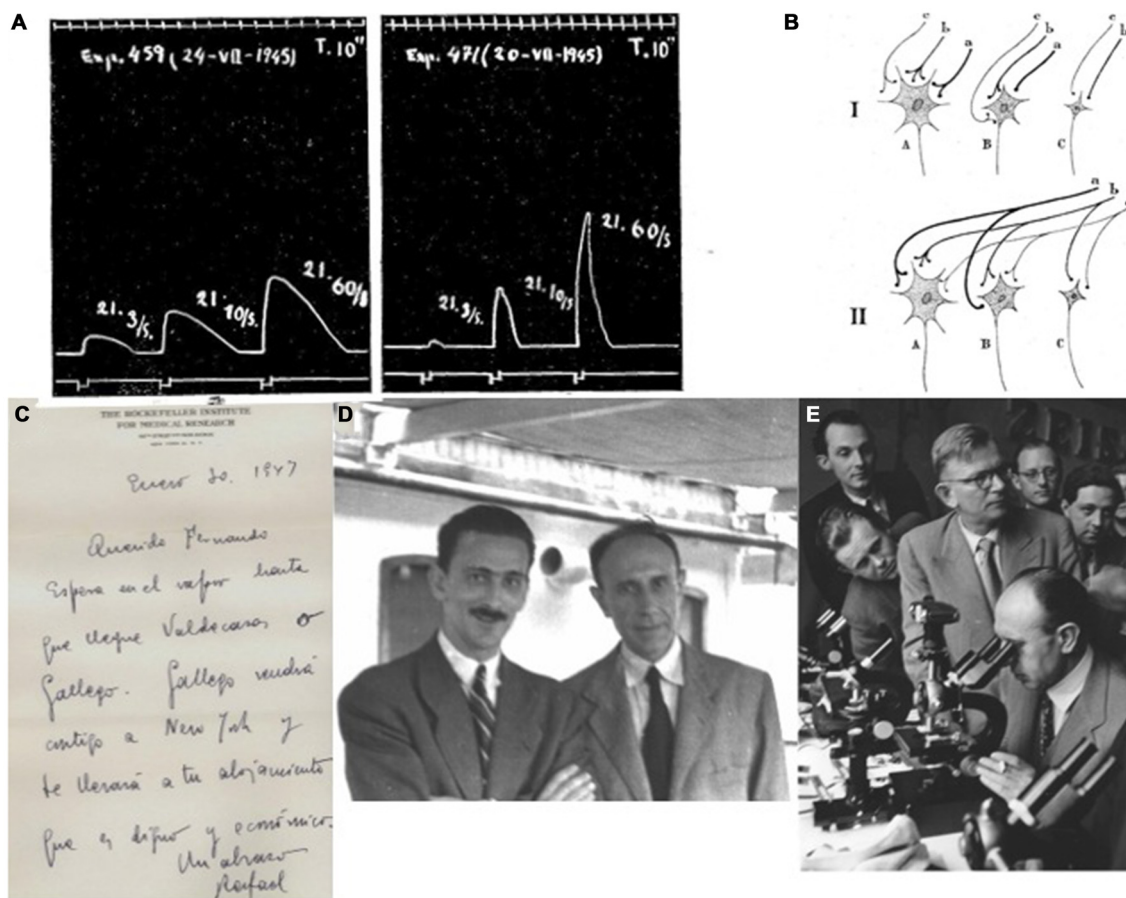 A
Exp. 459 (24-VII-1945) T. 10"
21. 3/s.
21. 10/s.
21. 60/s
Exp. 471 (20-VII-1945) T. 10"
21. 3/s.
21. 10/s
21. 60/s
B
c b a c b a c b
I
A B C
a
b
II
A B C
C
THE ROCKEFELLER INSTITUTE
FOR MEDICAL RESEARCH
Enero 20. 1947
Querido Fernando
Espera en el vapor hasta
que llegue Valdecasas o
Gallego. Gallego vendrá
contigo a New York y
te llevará a tu alojamiento
que es digno y económico.
Un abrazo
Rafael
D
E